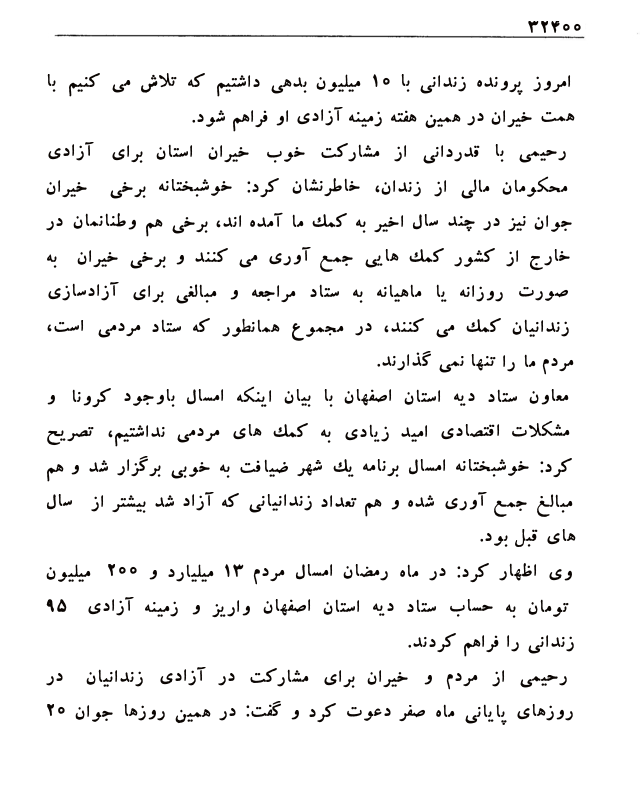 ۳۲۴۰۰
امروز پرونده زندانی با ۱۰ میلیون بدهی داشتیم که تلاش می کنیم با
همت خیران در همین هفته زمینه آزادی او فراهم شود.
رحیمی با قدردانی از مشارکت خوب خیران استان برای آزادی
محکومان مالی از زندان، خاطرنشان کرد: خوشبختانه برخی خیران
جوان نیز در چند سال اخیر به کمك ما آمده اند، برخی هم وطنانمان در
خارج از کشور کمك هایی جمع آوری می کنند و برخی خیران به
صورت روزانه یا ماهیانه به ستاد مراجعه و مبالغی برای آزادسازی
زندانیان کمك می کنند، در مجموع همانطور که ستاد مردمی است،
مردم ما را تنها نمی گذارند.
معاون ستاد دیه استان اصفهان با بیان اینکه امسال باوجود کرونا و
مشکلات اقتصادی امید زیادی به کمك های مردمی نداشتیم، تصریح
کرد: خوشبختانه امسال برنامه یك شهر ضیافت به خوبی برگزار شد و هم
مبالغ جمع آوری شده و هم تعداد زندانیانی که آزاد شد بیشتر از سال
های قبل بود.
وی اظهار کرد: در ماه رمضان امسال مردم ۱۳ میلیارد و ۲۰۰ میلیون
تومان به حساب ستاد دیه استان اصفهان واریز و زمینه آزادی ۹۵
زندانی را فراهم کردند.
رحیمی از مردم و خیران برای مشارکت در آزادی زندانیان در
روزهای پایانی ماه صفر دعوت کرد و گفت: در همین روزها جوان ۲۰